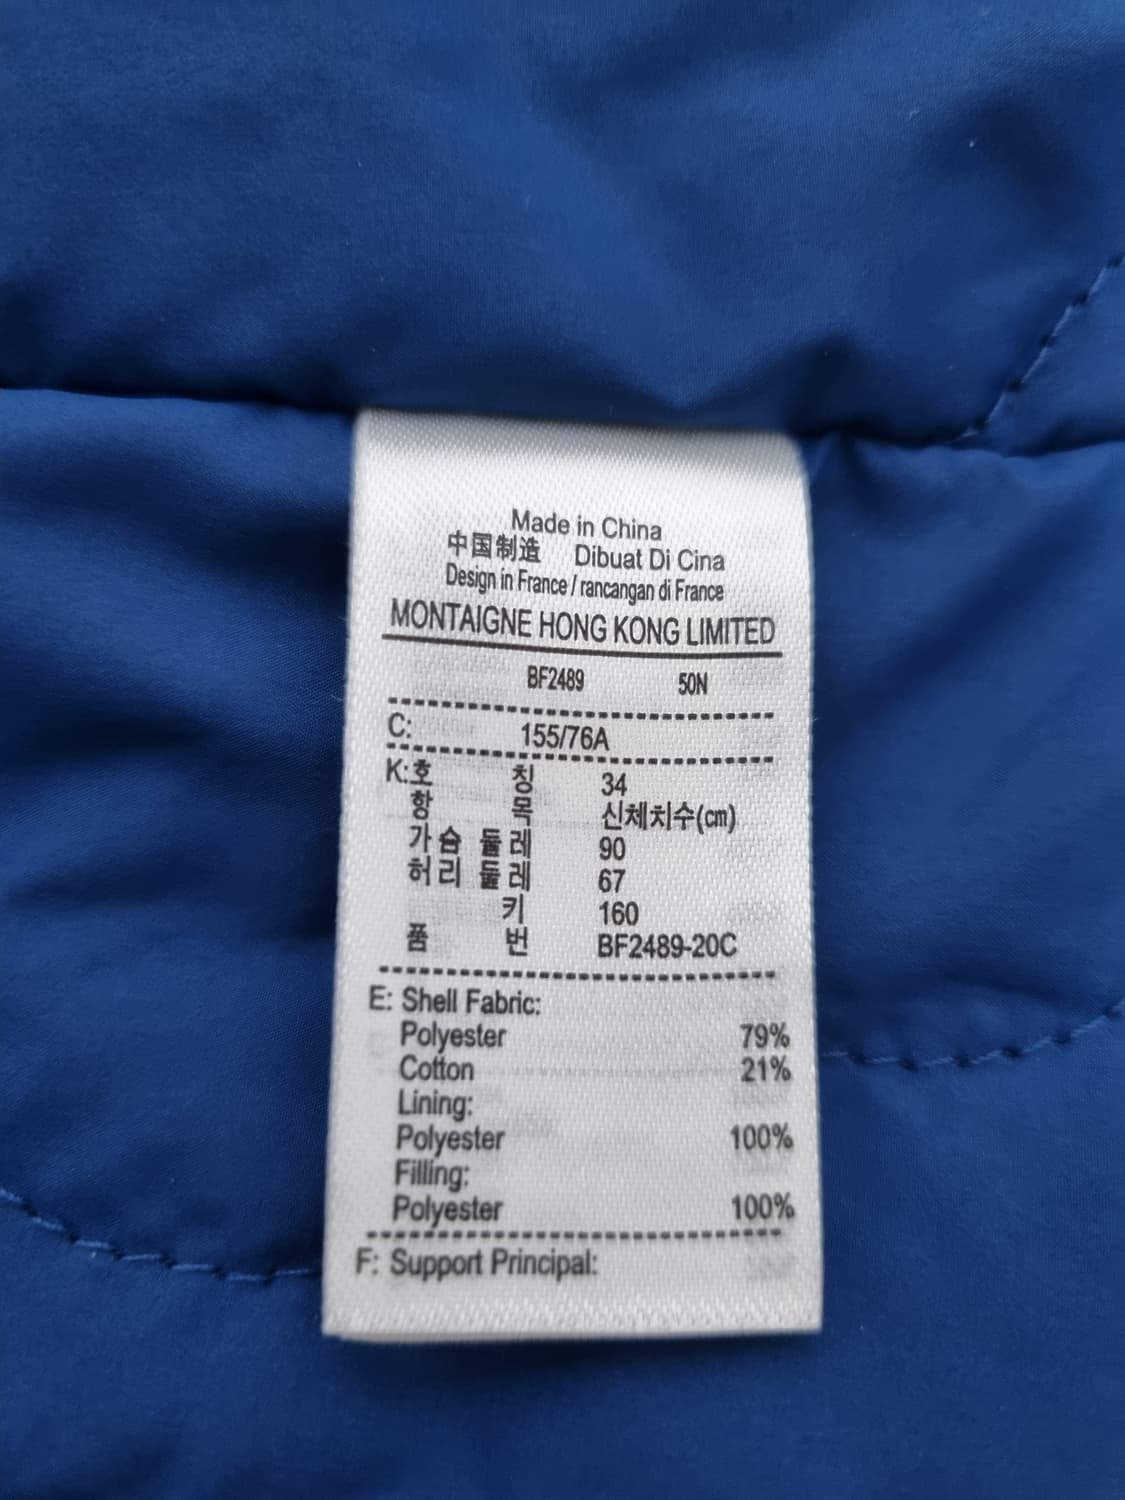 Made in China
中国制造 Dibuat Di Cina
Design in France / rancangan di France
MONTAIGNE HONG KONG LIMITED
BF2489 50N
C: 155/76A
K:호 칭 34
항 목 신체치수(cm)
가슴 둘레 90
허리 둘레 67
키 160
품 번 BF2489-20C
E: Shell Fabric:
Polyester 79%
Cotton 21%
Lining:
Polyester 100%
Filling:
Polyester 100%
F: Support Principal: